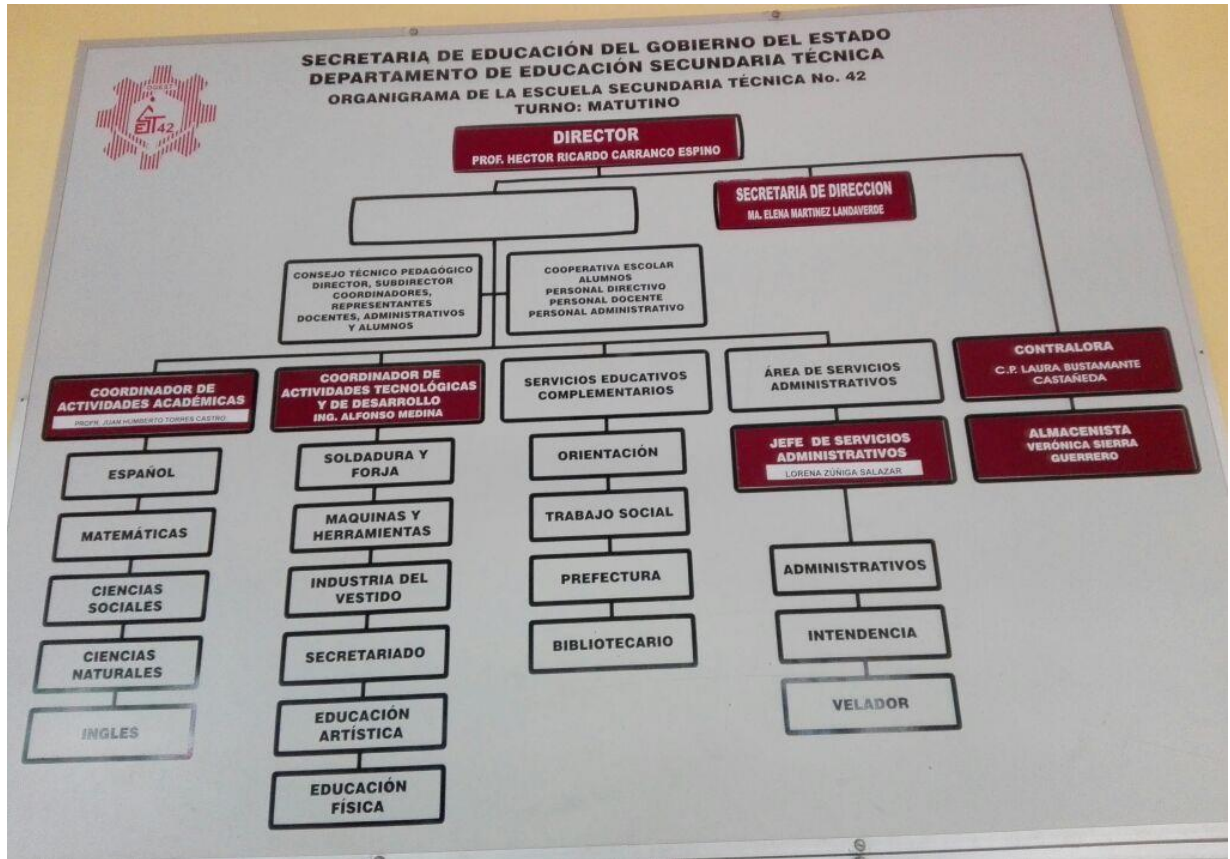 SECRETARIA DE EDUCACIÓN DEL GOBIERNO DEL ESTADO
DEPARTAMENTO DE EDUCACIÓN SECUNDARIA TÉCNICA
ORGANIGRAMA DE LA ESCUELA SECUNDARIA TÉCNICA No. 42
TURNO: MATUTINO
DIRECTOR
PROF. HECTOR RICARDO CARRANCO ESPINO
SECRETARIA DE DIRECCION
MA. ELENA MARTINEZ LANDAVERDE
CONSEJO TÉCNICO PEDAGÓGICO
DIRECTOR, SUBDIRECTOR
COORDINADORES,
REPRESENTANTES
DOCENTES, ADMINISTRATIVOS
Y ALUMNOS
COOPERATIVA ESCOLAR
ALUMNOS
PERSONAL DIRECTIVO
PERSONAL DOCENTE
PERSONAL ADMINISTRATIVO
COORDINADOR DE
ACTIVIDADES ACADÉMICAS
PROFR. JUAN HUMBERTO TORRES CASTRO
ESPAÑOL
MATEMÁTICAS
CIENCIAS
SOCIALES
CIENCIAS
NATURALES
INGLES
COORDINADOR DE
ACTIVIDADES TECNOLÓGICAS
Y DE DESARROLLO
ING. ALFONSO MEDINA
SOLDADURA Y
FORJA
MAQUINAS Y
HERRAMIENTAS
INDUSTRIA DEL
VESTIDO
SECRETARIADO
EDUCACIÓN
ARTÍSTICA
EDUCACIÓN
FÍSICA
SERVICIOS EDUCATIVOS
COMPLEMENTARIOS
ORIENTACIÓN
TRABAJO SOCIAL
PREFECTURA
BIBLIOTECARIO
ÁREA DE SERVICIOS
ADMINISTRATIVOS
JEFE DE SERVICIOS
ADMINISTRATIVOS
LORENA ZÚÑIGA SALAZAR
ADMINISTRATIVOS
INTENDENCIA
VELADOR
CONTRALORA
C.P. LAURA BUSTAMANTE
CASTAÑEDA
ALMACENISTA
VERÓNICA SIERRA
GUERRERO